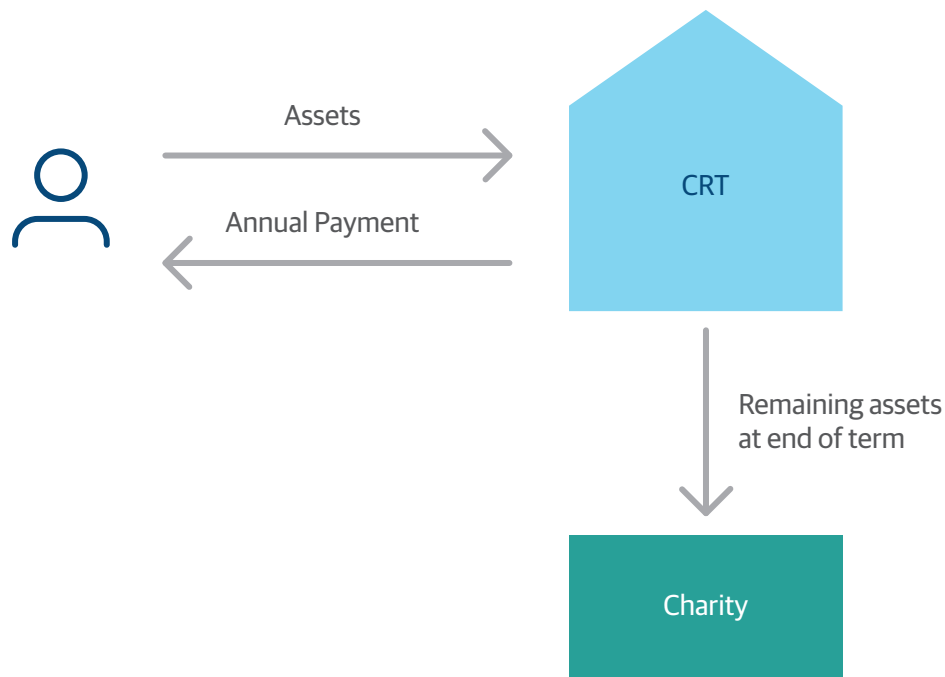 Assets
CRT
Annual Payment
Remaining assets
at end of term
Charity